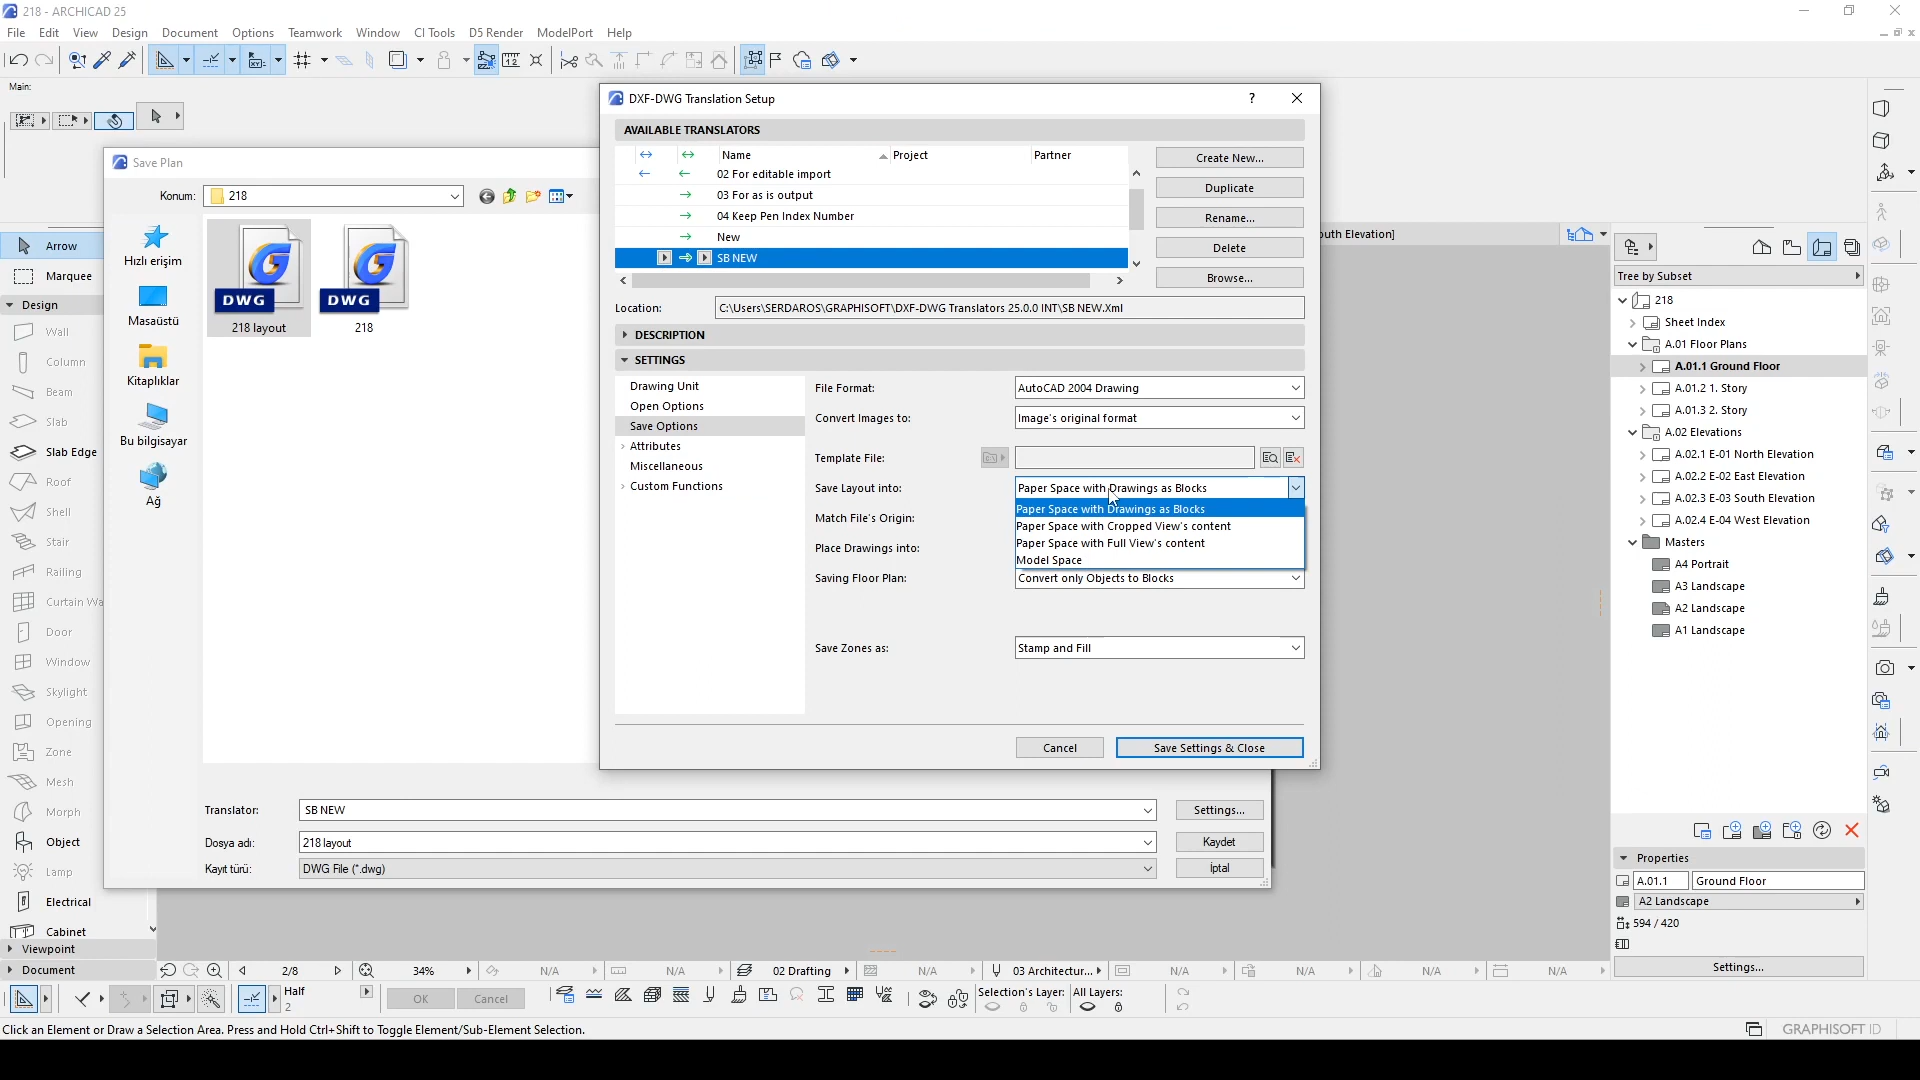 218 - ARCHICAD 25
File Edit View Design Document Options Teamwork Window CI Tools D5 Render ModelPort Help
Main:
Save Plan
Konum: 218
Hızlı erişim
Masaüstü
Kitaplıklar
Bu bilgisayar
Ağ
DWG
218 layout
DWG
218
Translator: SB NEW Settings...
Dosya adı: 218 layout Kaydet
Kayıt türü: DWG File (*.dwg) İptal
Arrow
Marquee
Design
Wall
Column
Beam
Slab
Slab Edge
Roof
Shell
Stair
Railing
Curtain Wa
Door
Window
Skylight
Opening
Zone
Mesh
Morph
Object
Lamp
Electrical
Cabinet
Viewpoint
Document
DXF-DWG Translation Setup ?
AVAILABLE TRANSLATORS
Name Project Partner
02 For editable import
03 For as is output
04 Keep Pen Index Number
New
SB NEW
Create New...
Duplicate
Rename...
Delete
Browse...
Location: C:\Users\SERDAROS\GRAPHISOFT\DXF-DWG Translators 25.0.0 INT\SB NEW.Xml
DESCRIPTION
SETTINGS
Drawing Unit
Open Options
Save Options
Attributes
Miscellaneous
Custom Functions
File Format: AutoCAD 2004 Drawing
Convert Images to: Image's original format
Template File:
Save Layout into: Paper Space with Drawings as Blocks
Paper Space with Drawings as Blocks
Match File's Origin: Paper Space with Cropped View's content
Paper Space with Full View's content
Place Drawings into: Model Space
Saving Floor Plan: Convert only Objects to Blocks
Save Zones as: Stamp and Fill
Cancel Save Settings & Close
outh Elevation]
Tree by Subset
218
Sheet Index
A.01 Floor Plans
A.01.1 Ground Floor
A.01.2 1. Story
A.01.3 2. Story
A.02 Elevations
A.02.1 E-01 North Elevation
A.02.2 E-02 East Elevation
A.02.3 E-03 South Elevation
A.02.4 E-04 West Elevation
Masters
A4 Portrait
A3 Landscape
A2 Landscape
A1 Landscape
Properties
A.01.1 Ground Floor
A2 Landscape
594 / 420
Settings...
2/8 34% N/A N/A 02 Drafting N/A 03 Architectur... N/A N/A N/A N/A
Half
2
OK Cancel
Selection's Layer: All Layers:
Click an Element or Draw a Selection Area. Press and Hold Ctrl+Shift to Toggle Element/Sub-Element Selection.
GRAPHISOFT ID